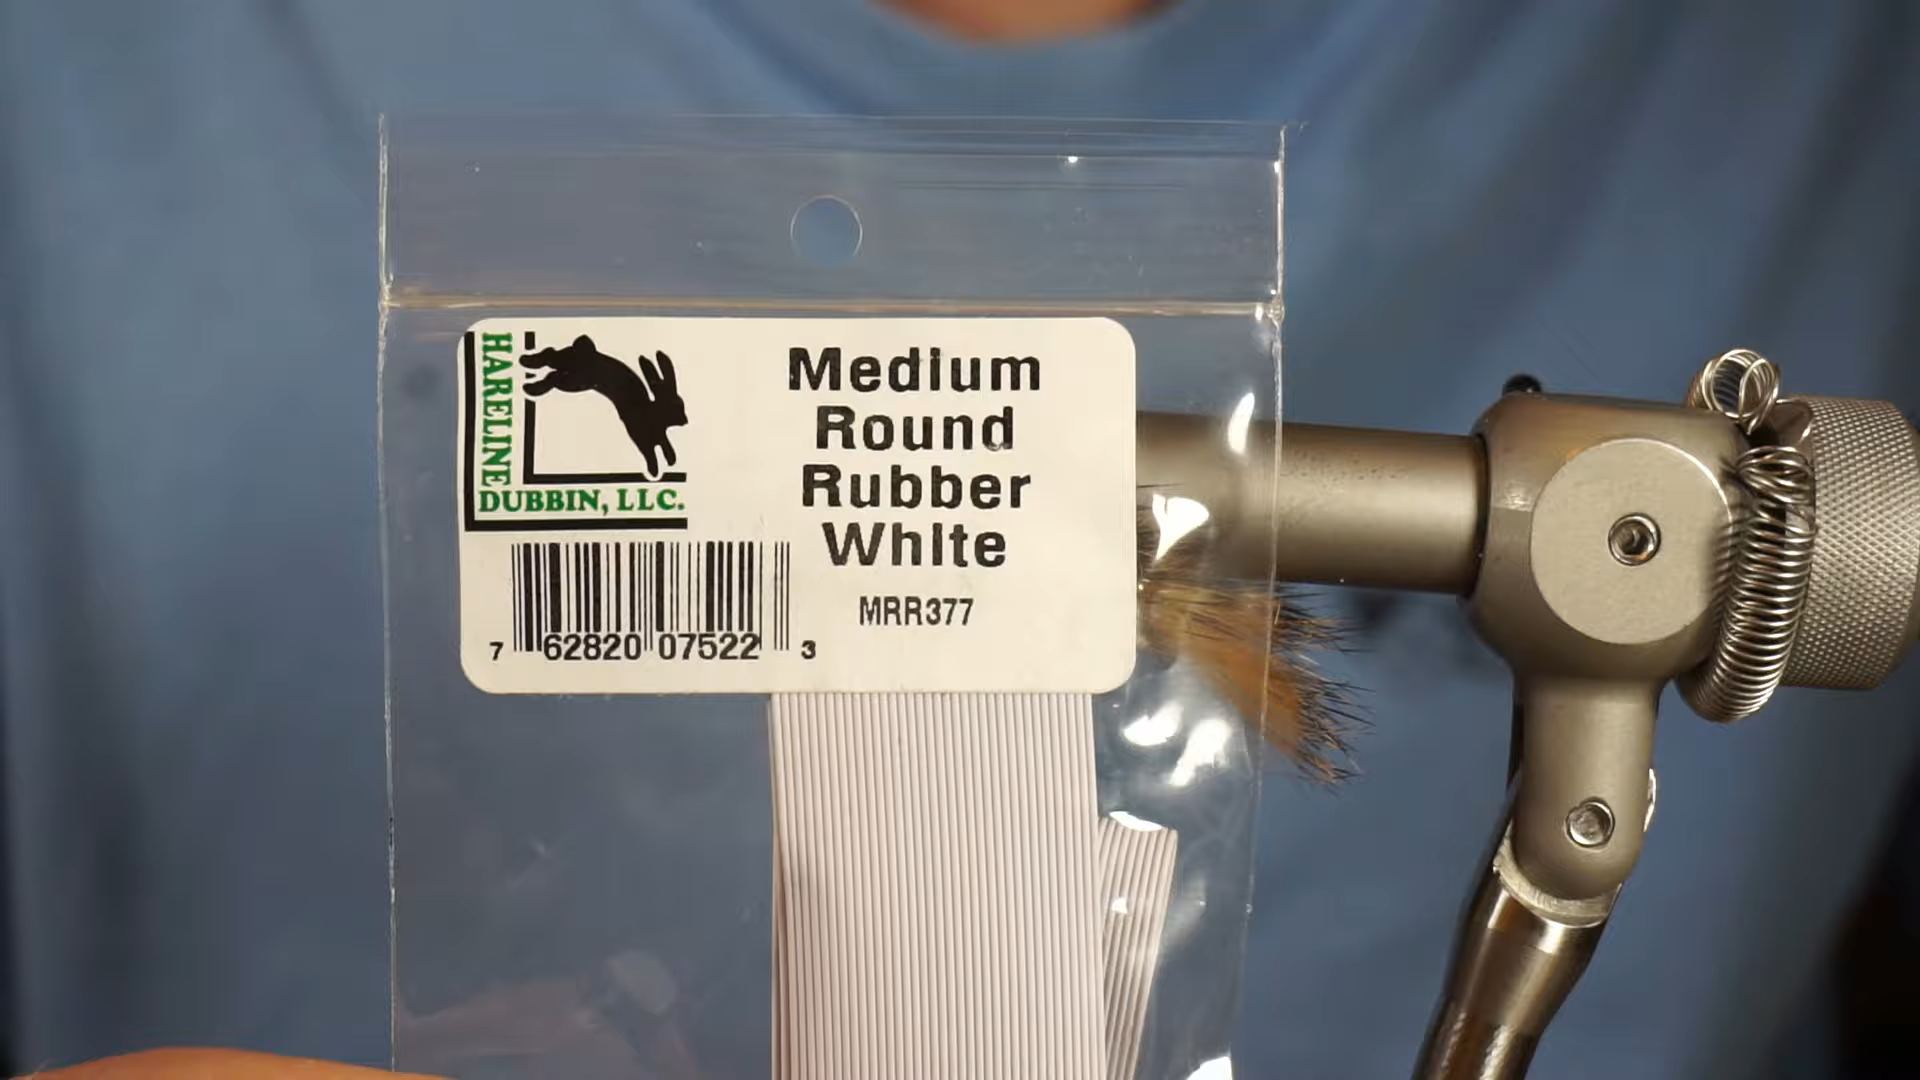 HARELINE
DUBBIN, LLC.
Medium
Round
Rubber
White
MRR377
7 62820 07522 3